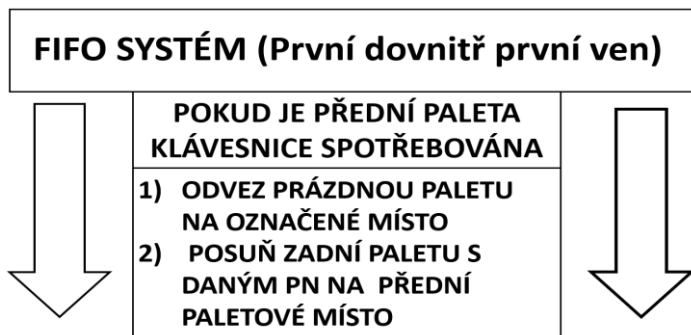 FIFO SYSTÉM (První dovnitř první ven)
POKUD JE PŘEDNÍ PALETA
KLÁVESNICE SPOTŘEBOVÁNA
1) ODVEZ PRÁZDNOU PALETU
NA OZNAČENÉ MÍSTO
2) POSUŇ ZADNÍ PALETU S
DANÝM PN NA PŘEDNÍ
PALETOVÉ MÍSTO